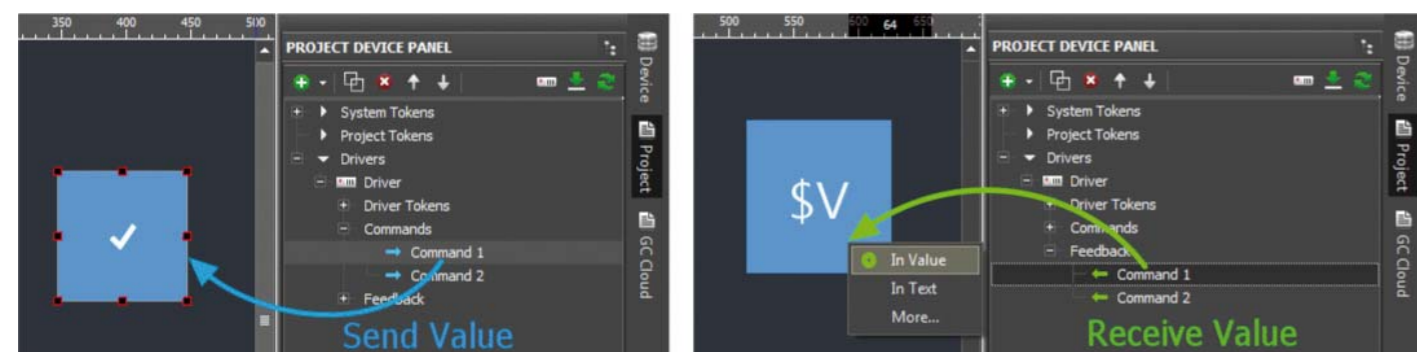 350 400 450 500
PROJECT DEVICE PANEL
System Tokens
Project Tokens
Drivers
Driver
Driver Tokens
Commands
Command 1
Command 2
Feedback
Send Value
Device
Project
GC Cloud
500 550 600 64 650
PROJECT DEVICE PANEL
System Tokens
Project Tokens
Drivers
Driver
Driver Tokens
Commands
Feedback
Command 1
Command 2
$V
In Value
In Text
More...
Receive Value
Device
Project
GC Cloud